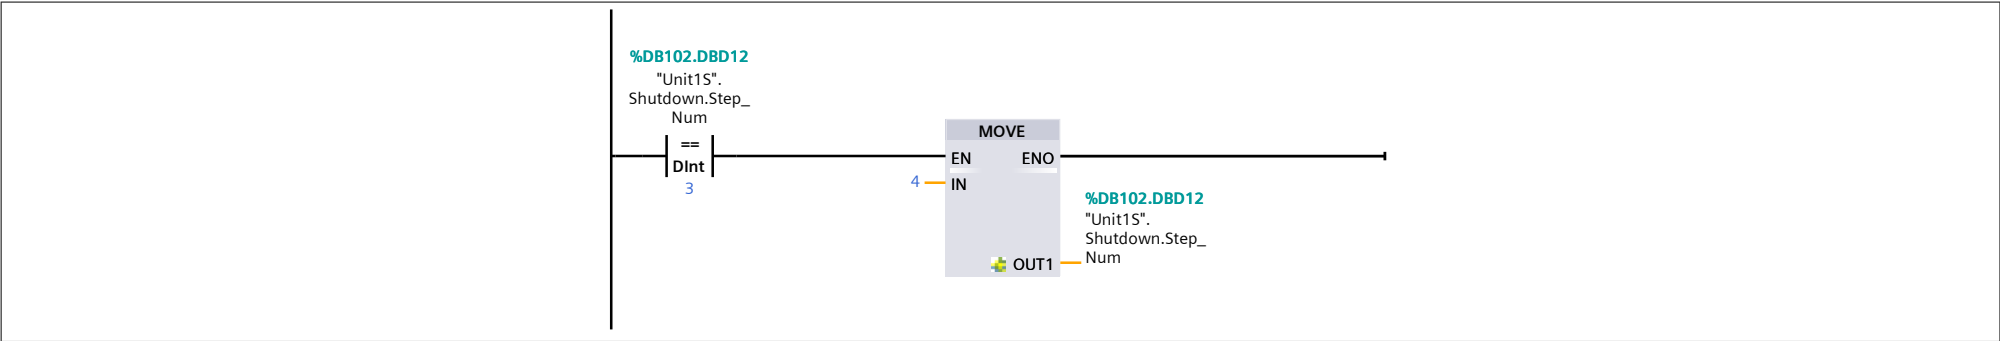 %DB102.DBD12
"Unit1S".
Shutdown.Step_
Num
==
DInt
3
MOVE
EN ENO
4 IN
%DB102.DBD12
"Unit1S".
Shutdown.Step_
Num
OUT1